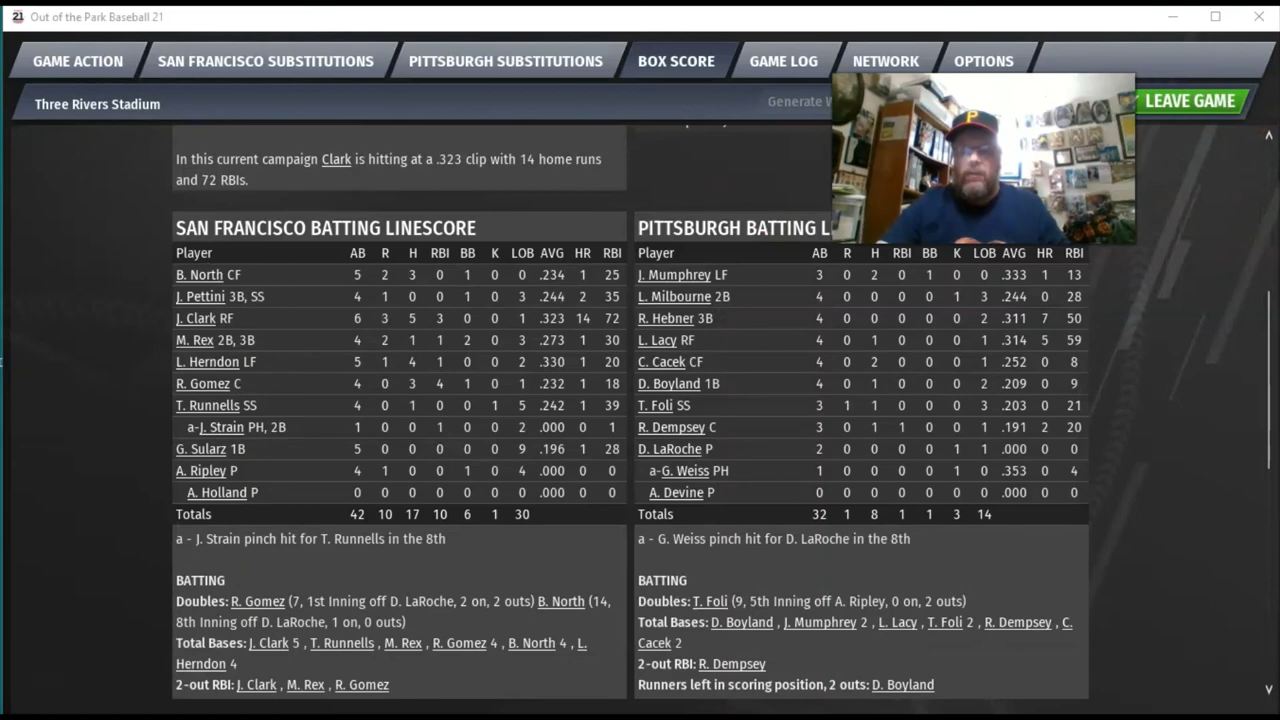 21 Out of the Park Baseball 21
GAME ACTION SAN FRANCISCO SUBSTITUTIONS PITTSBURGH SUBSTITUTIONS BOX SCORE GAME LOG NETWORK OPTIONS
Three Rivers Stadium Generate LEAVE GAME
P
In this current campaign Clark is hitting at a .323 clip with 14 home runs
and 72 RBIs.
SAN FRANCISCO BATTING LINESCORE
Player AB R H RBI BB K LOB AVG HR RBI
B. North CF 5 2 3 0 1 0 0 .234 1 25
J. Pettini 3B, SS 4 1 0 0 1 0 3 .244 2 35
J. Clark RF 6 3 5 3 0 0 1 .323 14 72
M. Rex 2B, 3B 4 2 1 1 2 0 3 .273 1 30
L. Herndon LF 5 1 4 1 0 0 2 .330 1 20
R. Gomez C 4 0 3 4 1 0 1 .232 1 18
T. Runnells SS 4 0 1 0 0 1 5 .242 1 39
a-J. Strain PH, 2B 1 0 0 1 0 0 2 .000 0 1
G. Sularz 1B 5 0 0 0 0 0 9 .196 1 28
A. Ripley P 4 1 0 0 1 0 4 .000 0 0
A. Holland P 0 0 0 0 0 0 0 .000 0 0
Totals 42 10 17 10 6 1 30
a - J. Strain pinch hit for T. Runnells in the 8th
BATTING
Doubles: R. Gomez (7, 1st Inning off D. LaRoche, 2 on, 2 outs) B. North (14,
8th Inning off D. LaRoche, 1 on, 0 outs)
Total Bases: J. Clark 5 , T. Runnells , M. Rex , R. Gomez 4 , B. North 4 , L.
Herndon 4
2-out RBI: J. Clark , M. Rex , R. Gomez
PITTSBURGH BATTING L
Player AB R H RBI BB K LOB AVG HR RBI
J. Mumphrey LF 3 0 2 0 1 0 0 .333 1 13
L. Milbourne 2B 4 0 0 0 0 1 3 .244 0 28
R. Hebner 3B 4 0 0 0 0 0 2 .311 7 50
L. Lacy RF 4 0 1 0 0 0 1 .314 5 59
C. Cacek CF 4 0 2 0 0 0 1 .252 0 8
D. Boyland 1B 4 0 1 0 0 0 2 .209 0 9
T. Foli SS 3 1 1 0 0 0 3 .203 0 21
R. Dempsey C 3 0 1 1 0 0 1 .191 2 20
D. LaRoche P 2 0 0 0 0 1 1 .000 0 0
a-G. Weiss PH 1 0 0 0 0 1 0 .353 0 4
A. Devine P 0 0 0 0 0 0 0 .000 0 0
Totals 32 1 8 1 1 3 14
a - G. Weiss pinch hit for D. LaRoche in the 8th
BATTING
Doubles: T. Foli (9, 5th Inning off A. Ripley, 0 on, 2 outs)
Total Bases: D. Boyland , J. Mumphrey 2 , L. Lacy , T. Foli 2 , R. Dempsey , C.
Cacek 2
2-out RBI: R. Dempsey
Runners left in scoring position, 2 outs: D. Boyland